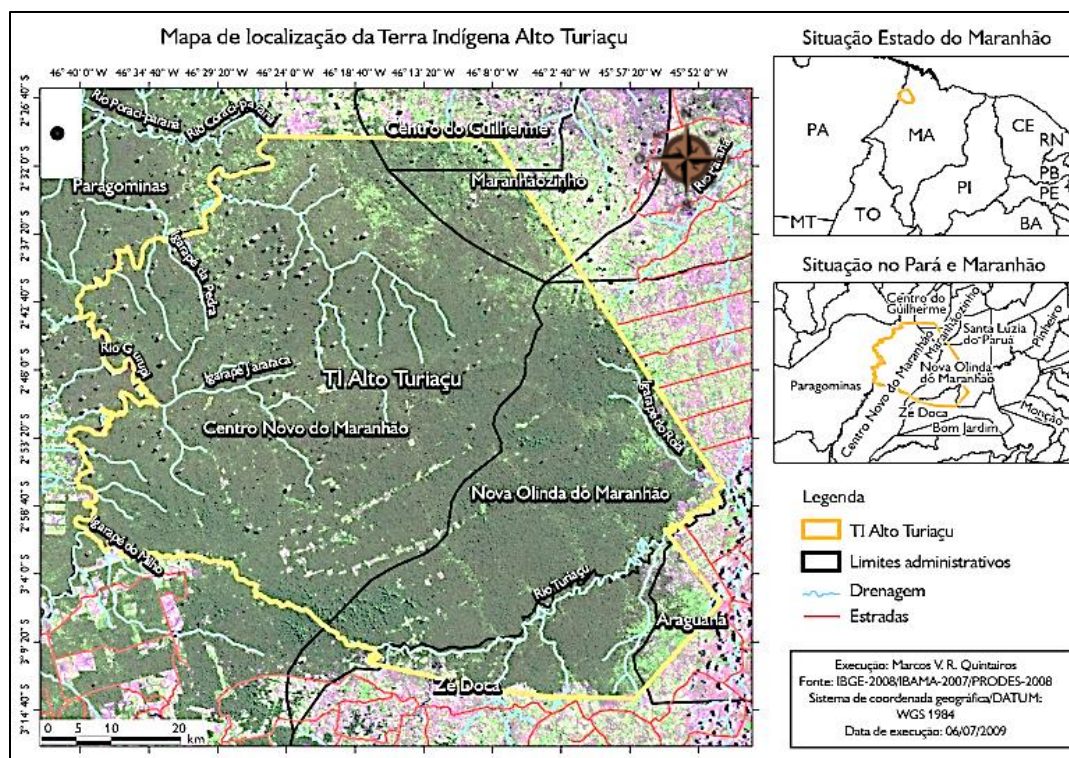 Mapa de localização da Terra Indígena Alto Turiaçu
46°40'0"W 46°34'40"W 46°29'20"W 46°24'0"W 46°18'40"W 46°13'20"W 46°8'0"W 46°2'40"W 45°57'20"W 45°52'0"W
2°26'40"S
2°32'0"S
2°37'20"S
2°42'40"S
2°48'0"S
2°53'20"S
2°58'40"S
3°4'0"S
3°9'20"S
3°14'40"S
Rio Coraci-paraná
Centro do Guilherme
Maranhãozinho
Rio Paruá
Paragominas
Igarapé da Pedra
Rio Gurupi
Igarapé Jararaca
TI Alto Turiaçu
Centro Novo do Maranhão
Igarapé do Rola
Nova Olinda do Maranhão
Igarapé do Milho
Rio Turiaçu
Araguanã
Zé Doca
0 5 10 20
km
Situação Estado do Maranhão
PA
MA
CE
RN
PB
PE
PI
TO
MT
BA
Situação no Pará e Maranhão
Centro do
Guilherme
Maranhãozinho
Santa Lúzia
do Paruá
Pinheiro
Centro Novo do Maranhão
Nova Olinda
do Maranhão
Paragominas
Zé Doca
Monção
Bom Jardim
Legenda
TI Alto Turiaçu
Limites administrativos
Drenagem
Estradas
Execução: Marcos V. R. Quintairos
Fonte: IBGE-2008/IBAMA-2007/PRODES-2008
Sistema de coordenada geográfica/DATUM:
WGS 1984
Data de execução: 06/07/2009